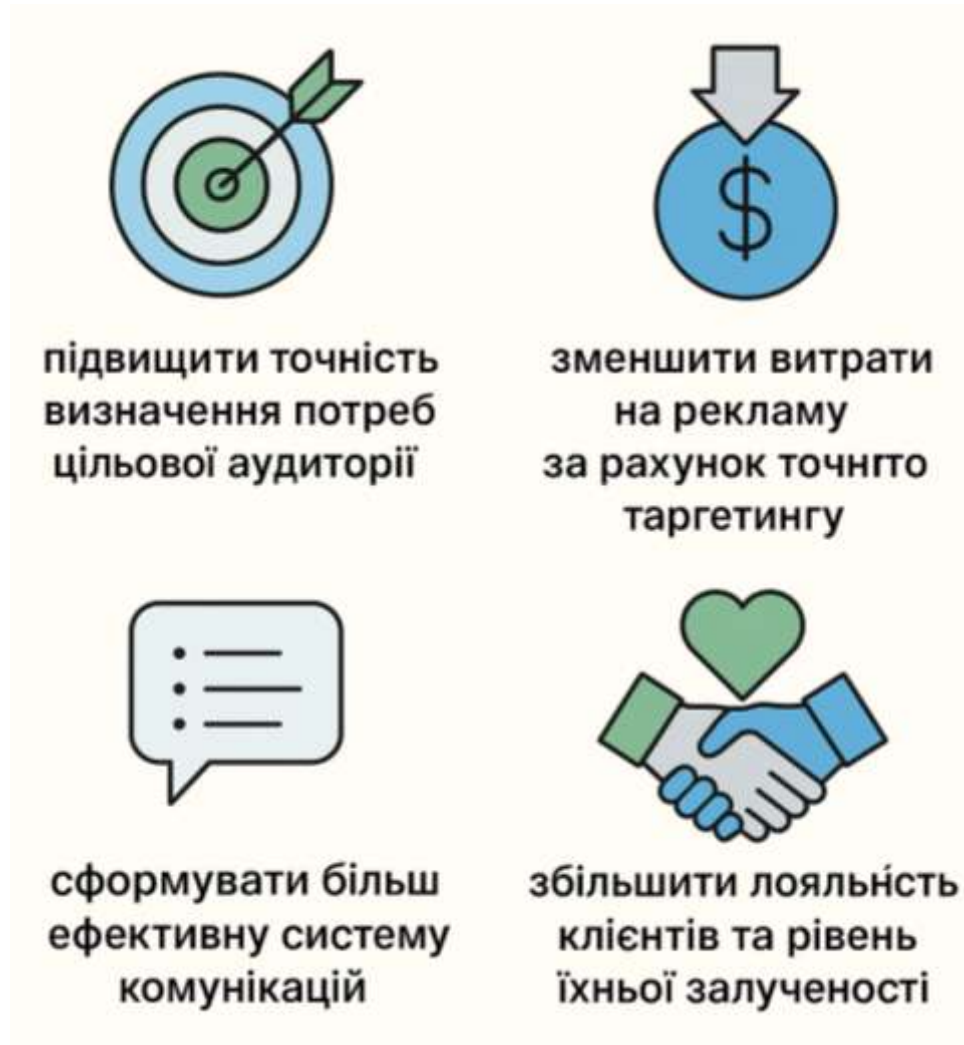 підвищити точність
визначення потреб
цільової аудиторії
зменшити витрати
на рекламу
за рахунок точнгто
таргетингу
сформувати більш
ефективну систему
комунікацій
збільшити лояльність
клієнтів та рівень
їхньої залученості